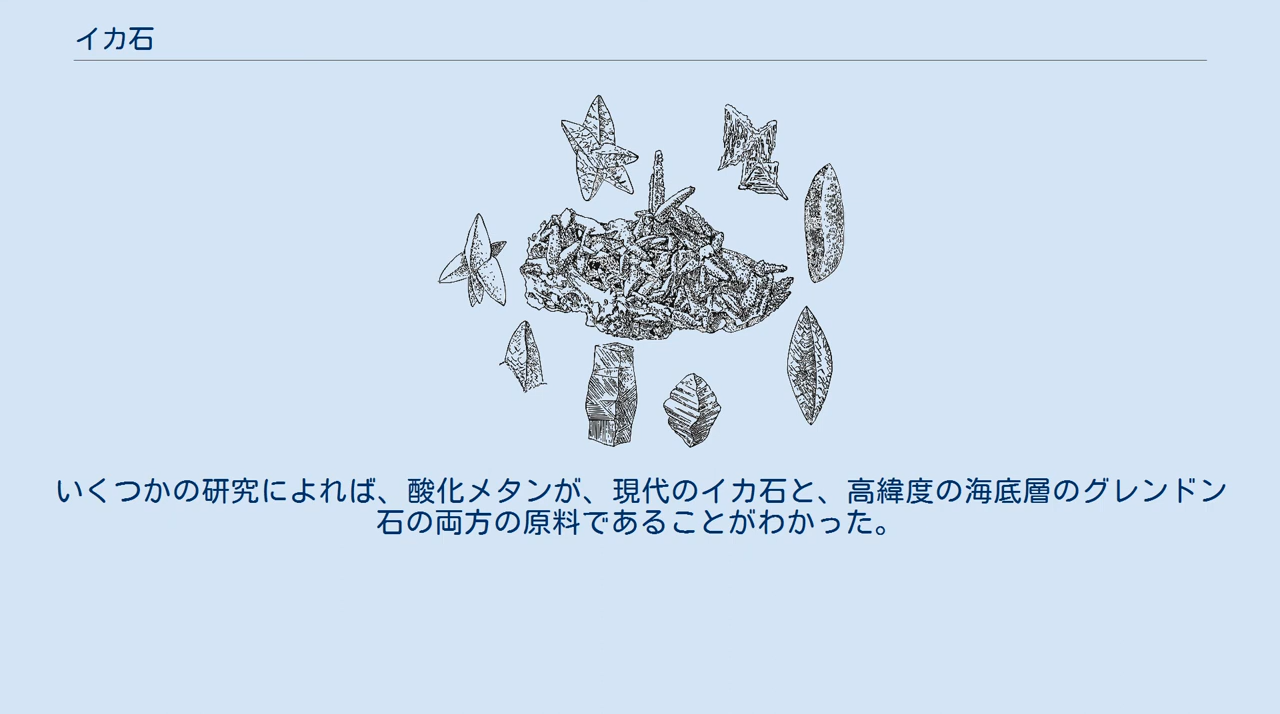 イカ石
いくつかの研究によれば、酸化メタンが、現代のイカ石と、高緯度の海底層のグレンドン
石の両方の原料であることがわかった。